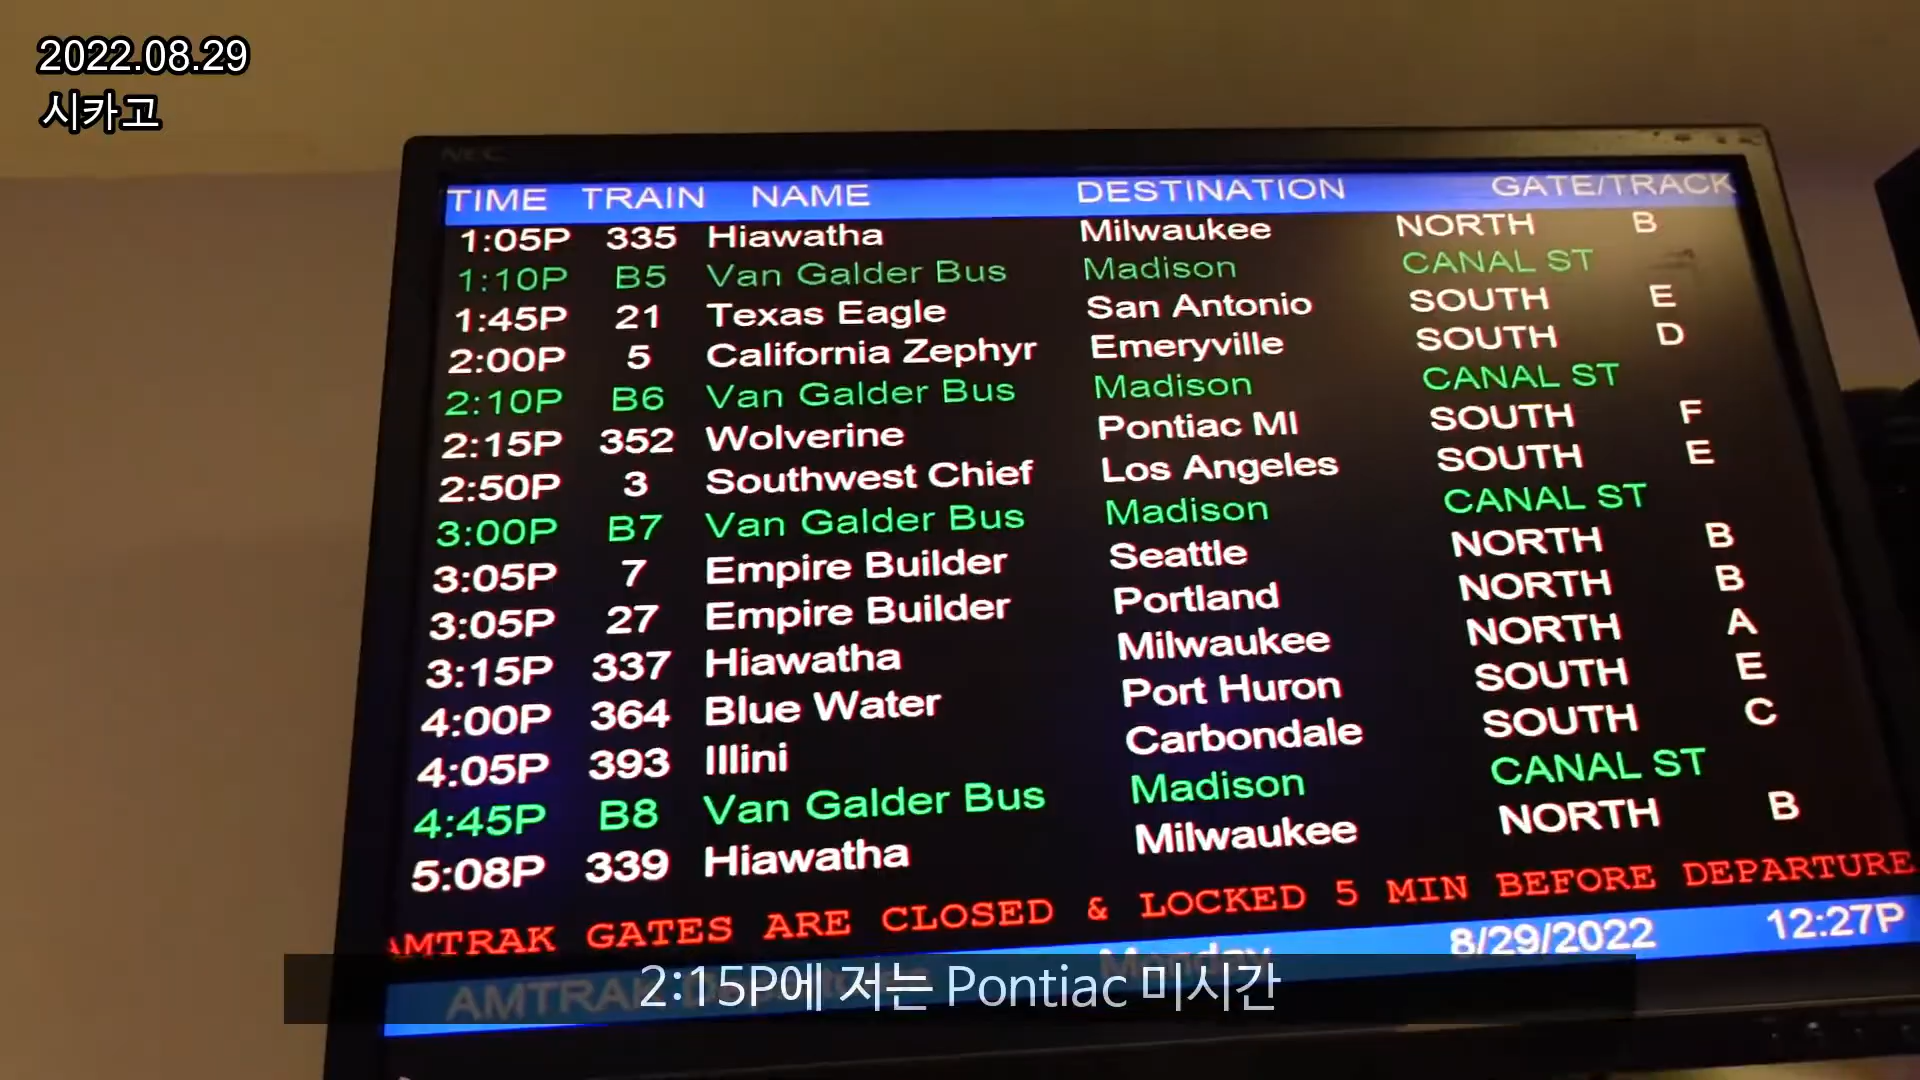 2022.08.29
시카고
NEC
TIME TRAIN NAME DESTINATION GATE/TRACK
1:05P 335 Hiawatha Milwaukee NORTH B
1:10P B5 Van Galder Bus Madison CANAL ST
1:45P 21 Texas Eagle San Antonio SOUTH E
2:00P 5 California Zephyr Emeryville SOUTH D
2:10P B6 Van Galder Bus Madison CANAL ST
2:15P 352 Wolverine Pontiac MI SOUTH F
2:50P 3 Southwest Chief Los Angeles SOUTH E
3:00P B7 Van Galder Bus Madison CANAL ST
3:05P 7 Empire Builder Seattle NORTH B
3:05P 27 Empire Builder Portland NORTH B
3:15P 337 Hiawatha Milwaukee NORTH A
4:00P 364 Blue Water Port Huron SOUTH E
4:05P 393 Illini Carbondale SOUTH C
4:45P B8 Van Galder Bus Madison CANAL ST
5:08P 339 Hiawatha Milwaukee NORTH B
AMTRAK GATES ARE CLOSED & LOCKED 5 MIN BEFORE DEPARTURE
AMTRAK Monday 8/29/2022 12:27P
2:15P에 저는 Pontiac 미시간